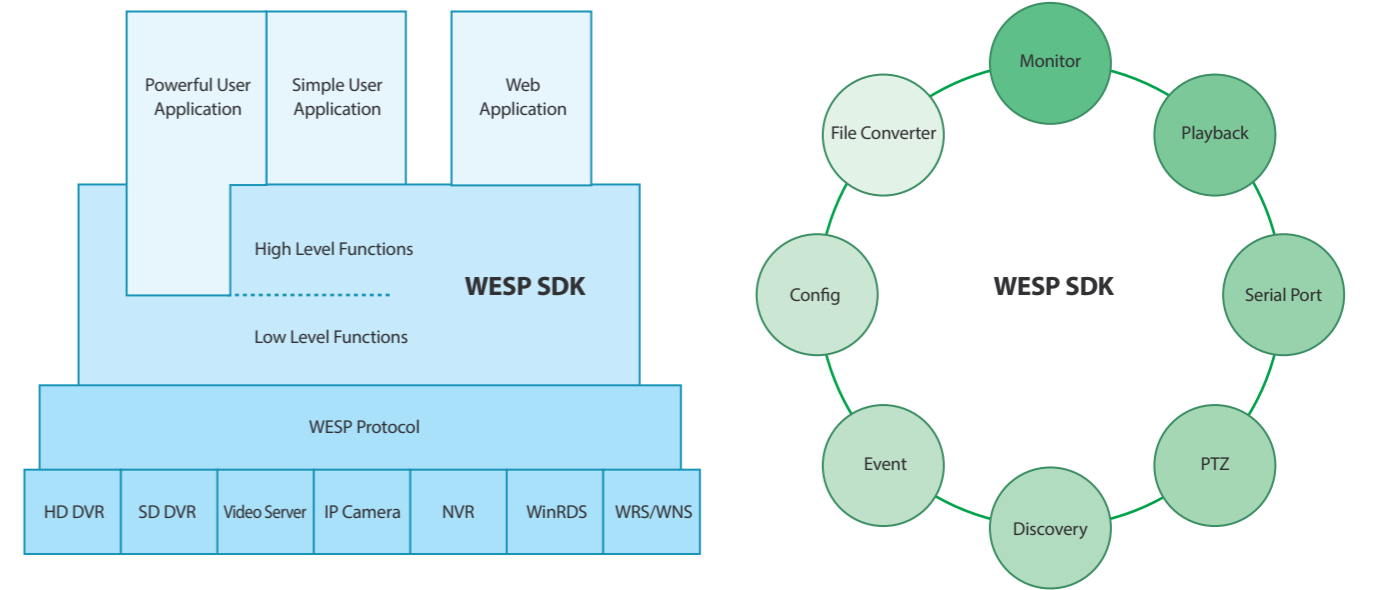 Powerful User
Application
Simple User
Application
Web
Application
High Level Functions
WESP SDK
Low Level Functions
WESP Protocol
HD DVR
SD DVR
Video Server
IP Camera
NVR
WinRDS
WRS/WNS
Monitor
Playback
Serial Port
PTZ
Discovery
Event
Config
File Converter
WESP SDK